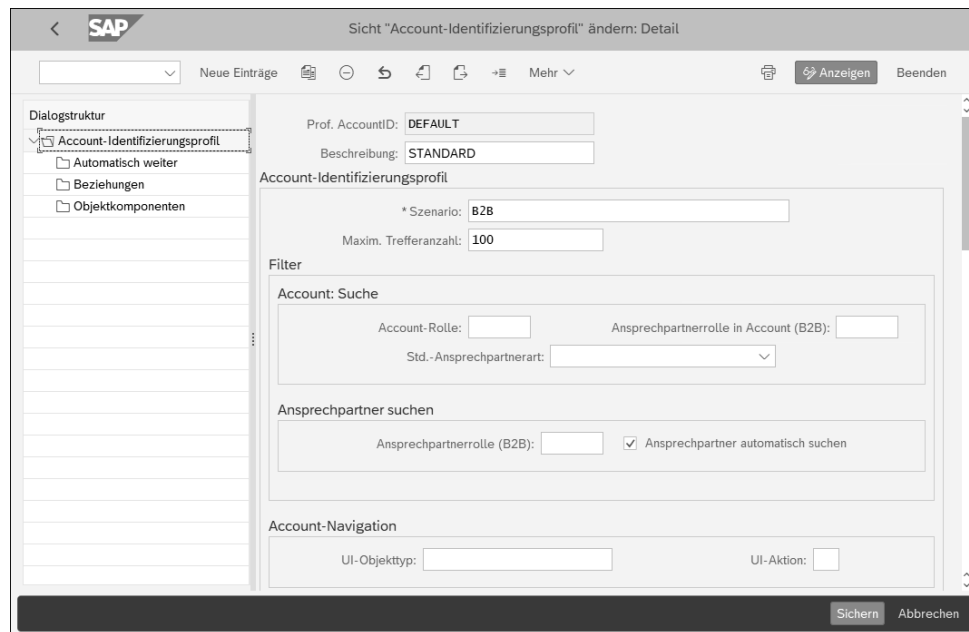 SAP Sicht "Account-Identifizierungsprofil" ändern: Detail
Neue Einträge Mehr Anzeigen Beenden
Dialogstruktur
Account-Identifizierungsprofil
Automatisch weiter
Beziehungen
Objektkomponenten
Prof. AccountID: DEFAULT
Beschreibung: STANDARD
Account-Identifizierungsprofil
* Szenario: B2B
Maxim. Trefferanzahl: 100
Filter
Account: Suche
Account-Rolle: Ansprechpartnerrolle in Account (B2B):
Std.-Ansprechpartnerart:
Ansprechpartner suchen
Ansprechpartnerrolle (B2B): Ansprechpartner automatisch suchen
Account-Navigation
UI-Objekttyp: UI-Aktion:
Sichern Abbrechen